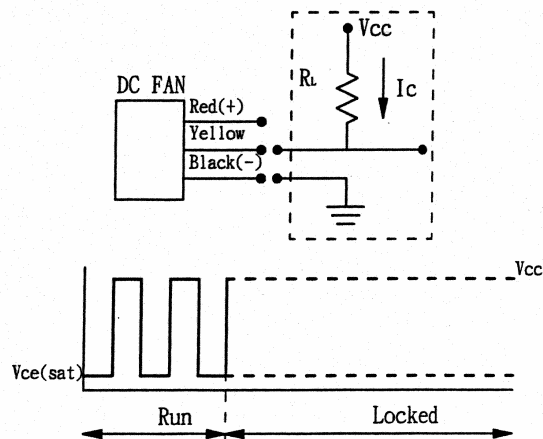 Vcc
RL
Ic
DC FAN
Red(+)
Yellow
Black(-)
Vcc
Vce(sat)
Run
Locked